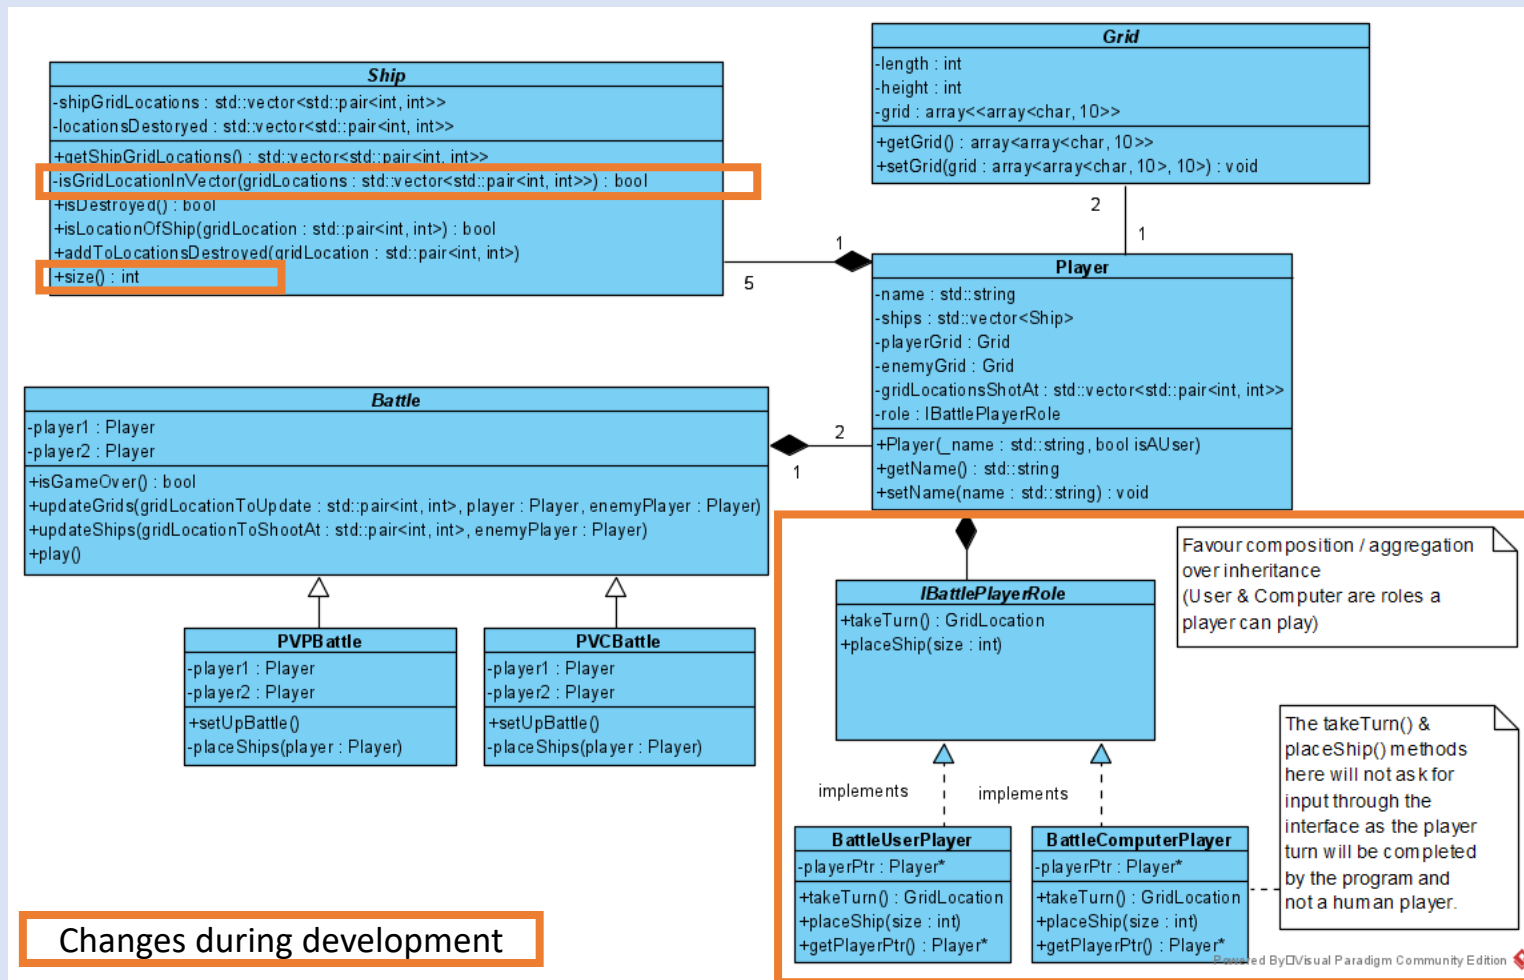 Ship
-shipGridLocations : std::vector<std::pair<int, int>>
-locationsDestoryed : std::vector<std::pair<int, int>>
+getShipGridLocations() : std::vector<std::pair<int, int>>
-isGridLocationInVector(gridLocations : std::vector<std::pair<int, int>>) : bool
+isDestroyed() : bool
+isLocationOfShip(gridLocation : std::pair<int, int>) : bool
+addToLocationsDestroyed(gridLocation : std::pair<int, int>)
+size() : int
Grid
-length : int
-height : int
-grid : array<<array<char, 10>>
+getGrid() : array<array<char, 10>>
+setGrid(grid : array<array<char, 10>, 10>) : void
2
1
1
5
Player
-name : std::string
-ships : std::vector<Ship>
-playerGrid : Grid
-enemyGrid : Grid
-gridLocationsShotAt : std::vector<std::pair<int, int>>
-role : IBattlePlayerRole
+Player(_name : std::string, bool isAUser)
+getName() : std::string
+setName(name : std::string) : void
Battle
-player1 : Player
-player2 : Player
+isGameOver() : bool
+updateGrids(gridLocationToUpdate : std::pair<int, int>, player : Player, enemyPlayer : Player)
+updateShips(gridLocationToShootAt : std::pair<int, int>, enemyPlayer : Player)
+play()
2
1
PVPBattle
-player1 : Player
-player2 : Player
+setUpBattle()
-placeShips(player : Player)
PVCBattle
-player1 : Player
-player2 : Player
+setUpBattle()
-placeShips(player : Player)
IBattlePlayerRole
+takeTurn() : GridLocation
+placeShip(size : int)
Favour composition / aggregation
over inheritance
(User & Computer are roles a
player can play)
implements
implements
BattleUserPlayer
-playerPtr : Player*
+takeTurn() : GridLocation
+placeShip(size : int)
+getPlayerPtr() : Player*
BattleComputerPlayer
-playerPtr : Player*
+takeTurn() : GridLocation
+placeShip(size : int)
+getPlayerPtr() : Player*
The takeTurn() &
placeShip() methods
here will not ask for
input through the
interface as the player
turn will be completed
by the program and
not a human player.
Changes during development
Powered By Visual Paradigm Community Edition